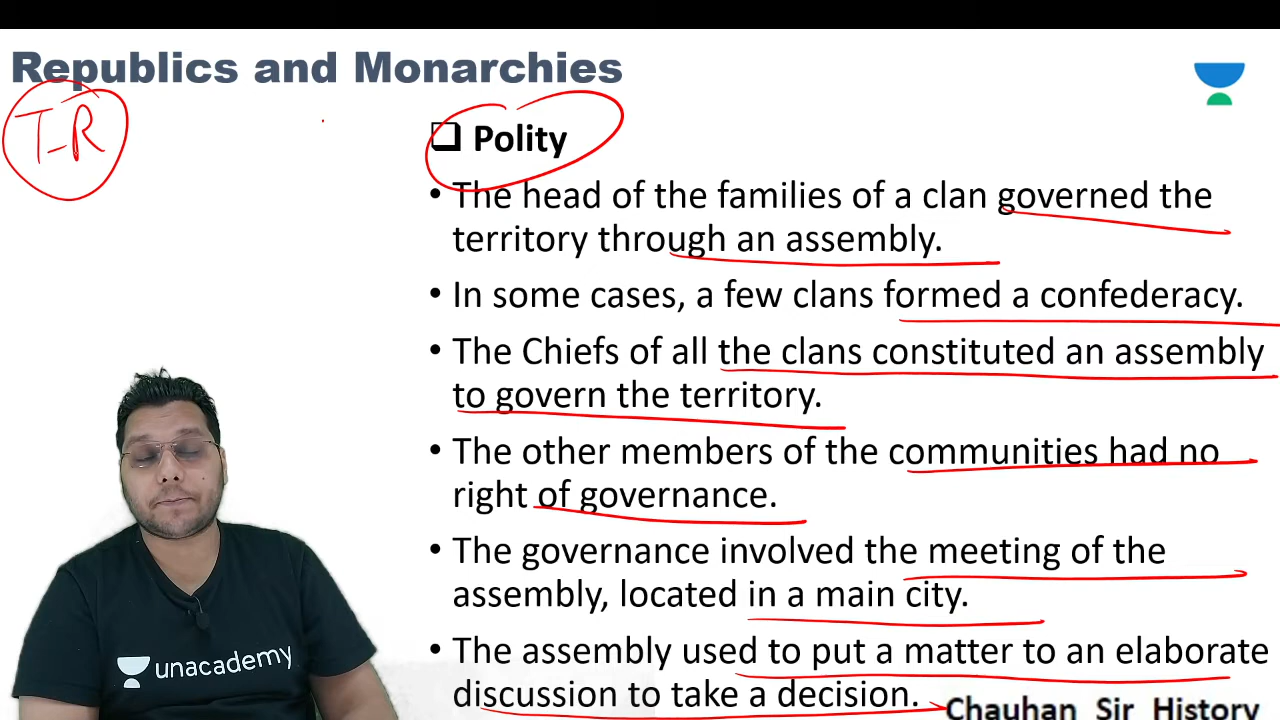 Republics and Monarchies
T-R
❑ Polity
• The head of the families of a clan governed the
territory through an assembly.
• In some cases, a few clans formed a confederacy.
• The Chiefs of all the clans constituted an assembly
to govern the territory.
• The other members of the communities had no
right of governance.
• The governance involved the meeting of the
assembly, located in a main city.
• The assembly used to put a matter to an elaborate
discussion to take a decision.
unacademy
Chauhan Sir History